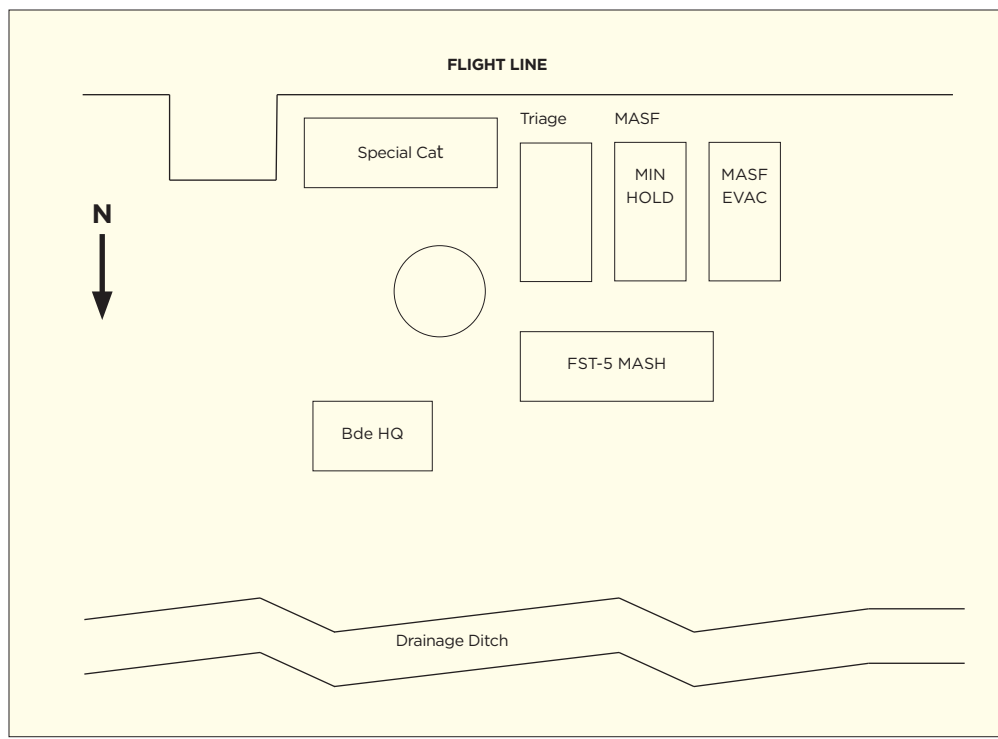 FLIGHT LINE
Triage
MASF
Special Cat
MIN
HOLD
MASF
EVAC
N
FST-5 MASH
Bde HQ
Drainage Ditch